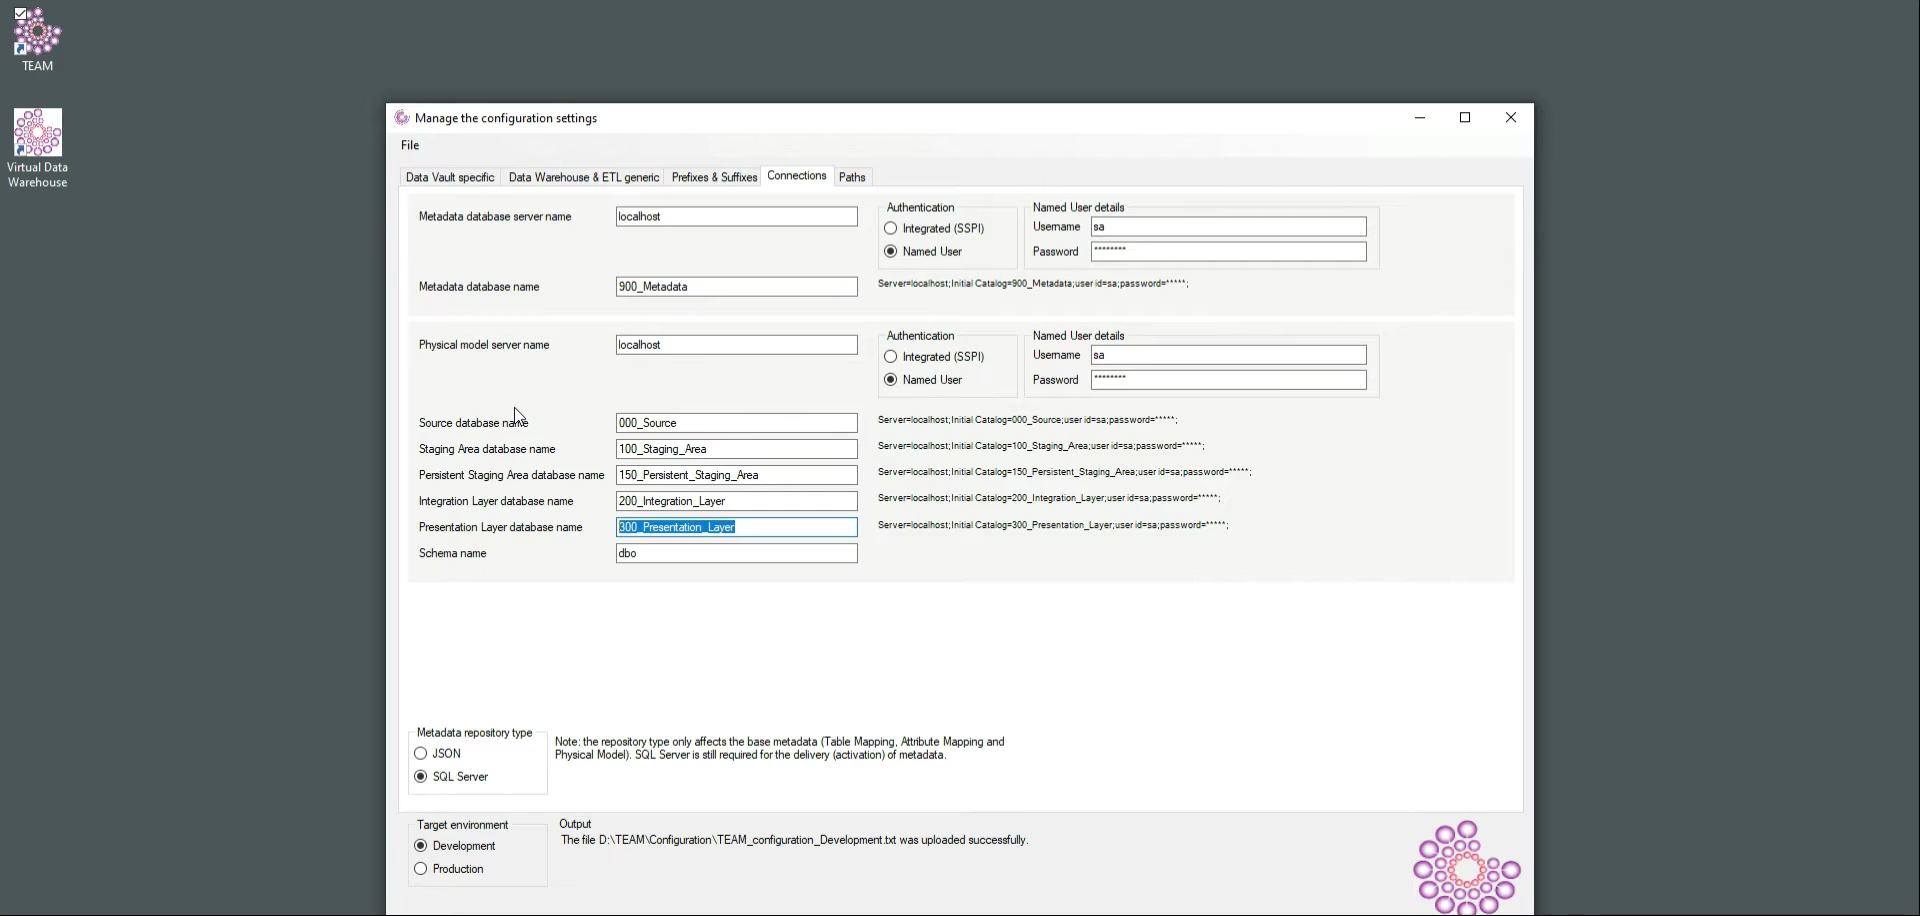 TEAM
Virtual Data
Warehouse
Manage the configuration settings
File
Data Vault specific
Data Warehouse & ETL generic
Prefixes & Suffixes
Connections
Paths
Metadata database server name
localhost
Authentication
Integrated (SSPI)
Named User
Named User details
Username
sa
Password
********
Metadata database name
900_Metadata
Server=localhost;Initial Catalog=900_Metadata;user id=sa;password=*****;
Physical model server name
localhost
Authentication
Integrated (SSPI)
Named User
Named User details
Username
sa
Password
********
Source database name
000_Source
Server=localhost;Initial Catalog=000_Source;user id=sa;password=*****;
Staging Area database name
100_Staging_Area
Server=localhost;Initial Catalog=100_Staging_Area;user id=sa;password=*****;
Persistent Staging Area database name
150_Persistent_Staging_Area
Server=localhost;Initial Catalog=150_Persistent_Staging_Area;user id=sa;password=*****;
Integration Layer database name
200_Integration_Layer
Server=localhost;Initial Catalog=200_Integration_Layer;user id=sa;password=*****;
Presentation Layer database name
300_Presentation_Layer
Server=localhost;Initial Catalog=300_Presentation_Layer;user id=sa;password=*****;
Schema name
dbo
Metadata repository type
JSON
SQL Server
Note: the repository type only affects the base metadata (Table Mapping, Attribute Mapping and
Physical Model). SQL Server is still required for the delivery (activation) of metadata.
Target environment
Development
Production
Output
The file D:\TEAM\Configuration\TEAM_configuration_Development.txt was uploaded successfully.